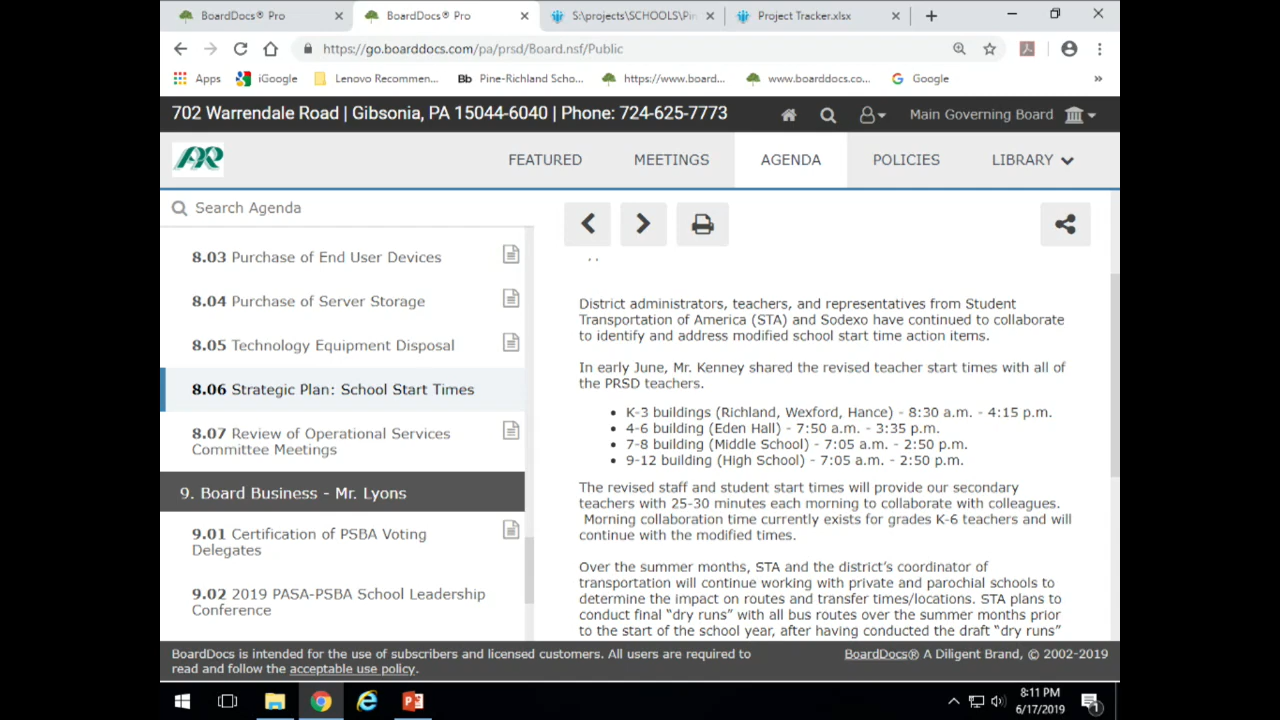 BoardDocs® Pro
BoardDocs® Pro
S:\projects\SCHOOLS\Pin
Project Tracker.xlsx
https://go.boarddocs.com/pa/prsd/Board.nsf/Public
Apps
iGoogle
Lenovo Recommen...
Bb Pine-Richland Scho...
https://www.board...
www.boarddocs.co...
Google
»
702 Warrendale Road | Gibsonia, PA 15044-6040 | Phone: 724-625-7773
Main Governing Board
FEATURED
MEETINGS
AGENDA
POLICIES
LIBRARY
Search Agenda
8.03 Purchase of End User Devices
8.04 Purchase of Server Storage
8.05 Technology Equipment Disposal
8.06 Strategic Plan: School Start Times
8.07 Review of Operational Services
Committee Meetings
9. Board Business - Mr. Lyons
9.01 Certification of PSBA Voting
Delegates
9.02 2019 PASA-PSBA School Leadership
Conference
District administrators, teachers, and representatives from Student
Transportation of America (STA) and Sodexo have continued to collaborate
to identify and address modified school start time action items.
In early June, Mr. Kenney shared the revised teacher start times with all of
the PRSD teachers.
• K-3 buildings (Richland, Wexford, Hance) - 8:30 a.m. - 4:15 p.m.
• 4-6 building (Eden Hall) - 7:50 a.m. - 3:35 p.m.
• 7-8 building (Middle School) - 7:05 a.m. - 2:50 p.m.
• 9-12 building (High School) - 7:05 a.m. - 2:50 p.m.
The revised staff and student start times will provide our secondary
teachers with 25-30 minutes each morning to collaborate with colleagues.
Morning collaboration time currently exists for grades K-6 teachers and will
continue with the modified times.
Over the summer months, STA and the district's coordinator of
transportation will continue working with private and parochial schools to
determine the impact on routes and transfer times/locations. STA plans to
conduct final “dry runs” with all bus routes over the summer months prior
to the start of the school year, after having conducted the draft “dry runs”
BoardDocs is intended for the use of subscribers and licensed customers. All users are required to
read and follow the acceptable use policy.
BoardDocs® A Diligent Brand, © 2002-2019
8:11 PM
6/17/2019
1